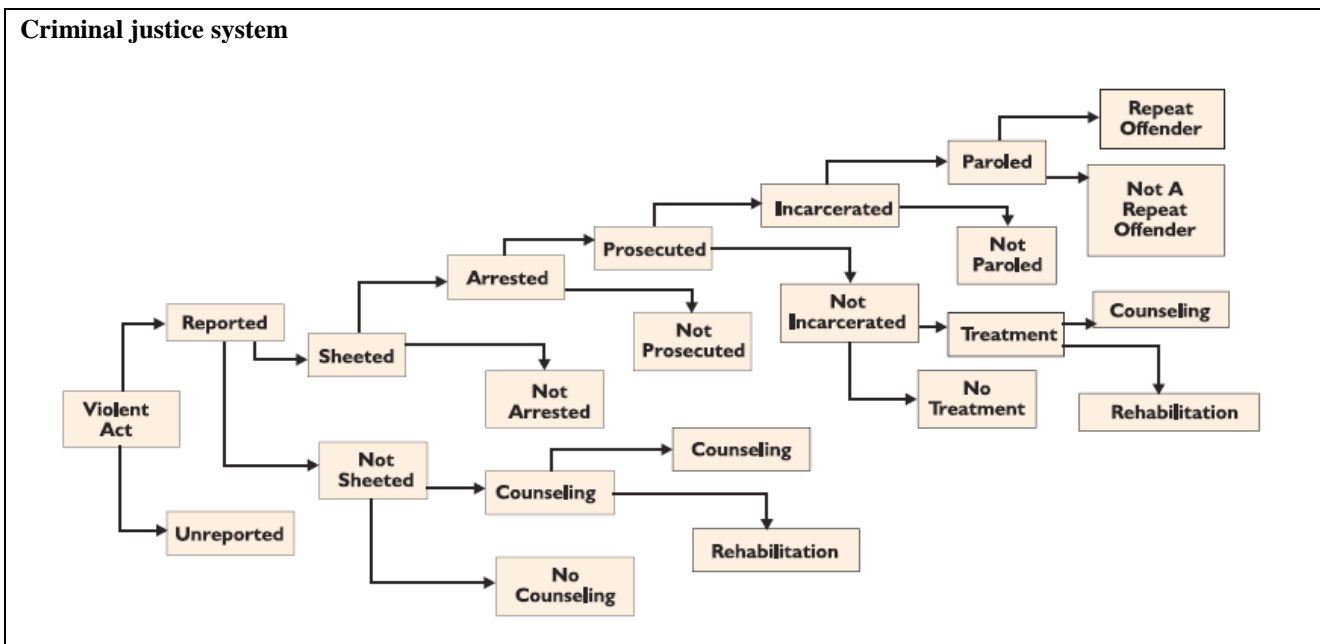 Criminal justice system
Repeat
Offender
Paroled
Not A
Repeat
Offender
Incarcerated
Not
Paroled
Prosecuted
Arrested
Not
Incarcerated
Counseling
Reported
Not
Prosecuted
Treatment
Sheeted
Not
Arrested
No
Treatment
Rehabilitation
Violent
Act
Counseling
Not
Sheeted
Counseling
Unreported
Rehabilitation
No
Counseling